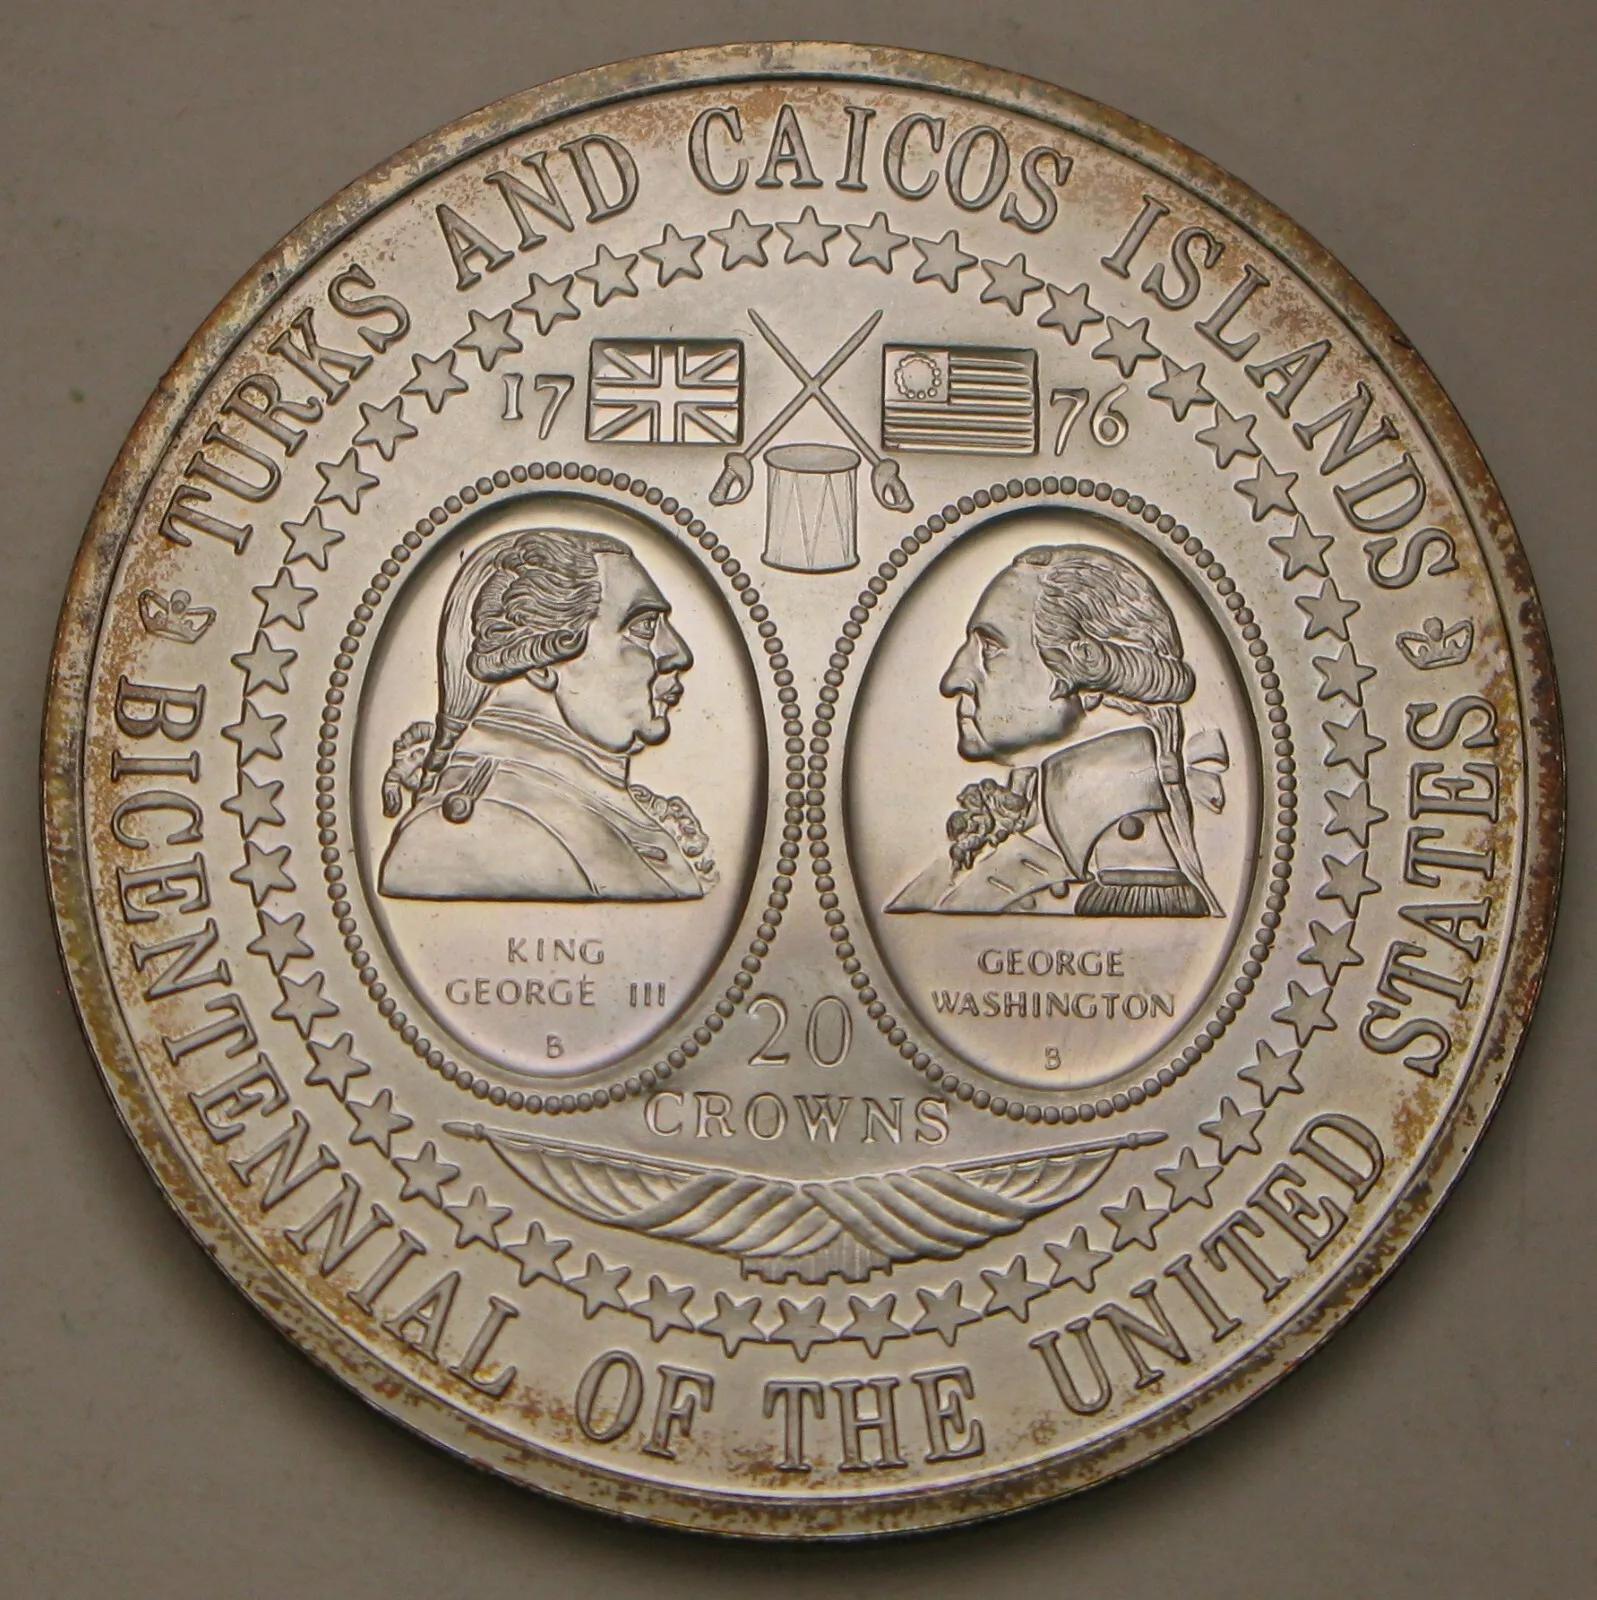 TURKS AND CAICOS ISLANDS
17 76
KING
GEORGE III
B
GEORGE
WASHINGTON
B
20
CROWNS
BICENTENNIAL OF THE UNITED STATES